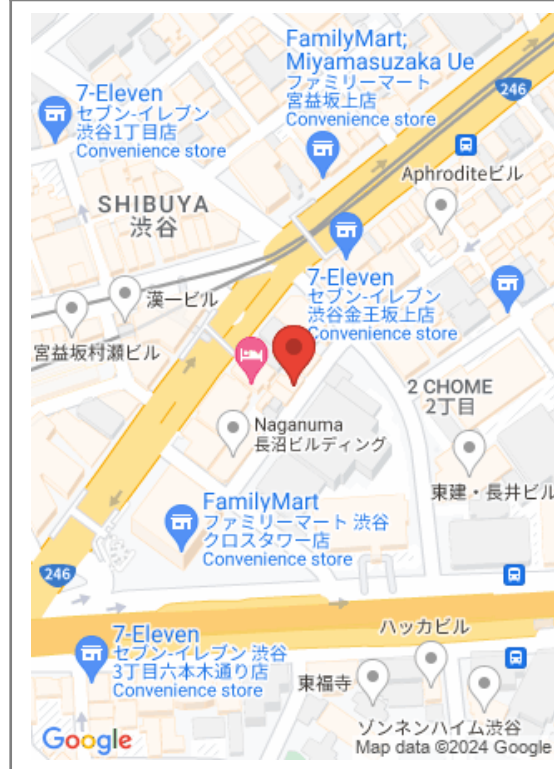 FamilyMart;
Miyamasuzaka Ue
ファミリーマート
宮益坂上店
Convenience store
246
7-Eleven
セブン-イレブン
渋谷1丁目店
Convenience store
Aphroditeビル
SHIBUYA
渋谷
7-Eleven
セブン-イレブン
渋谷金王坂上店
Convenience store
漢一ビル
宮益坂村瀬ビル
2 CHOME
2丁目
Naganuma
長沼ビルディング
東建・長井ビル
FamilyMart
ファミリーマート 渋谷
クロスタワー店
Convenience store
246
7-Eleven
セブン-イレブン 渋谷
3丁目六本木通り店
Convenience store
ハッカビル
東福寺
ゾンネンハイム渋谷
Google
Map data ©2024 Google